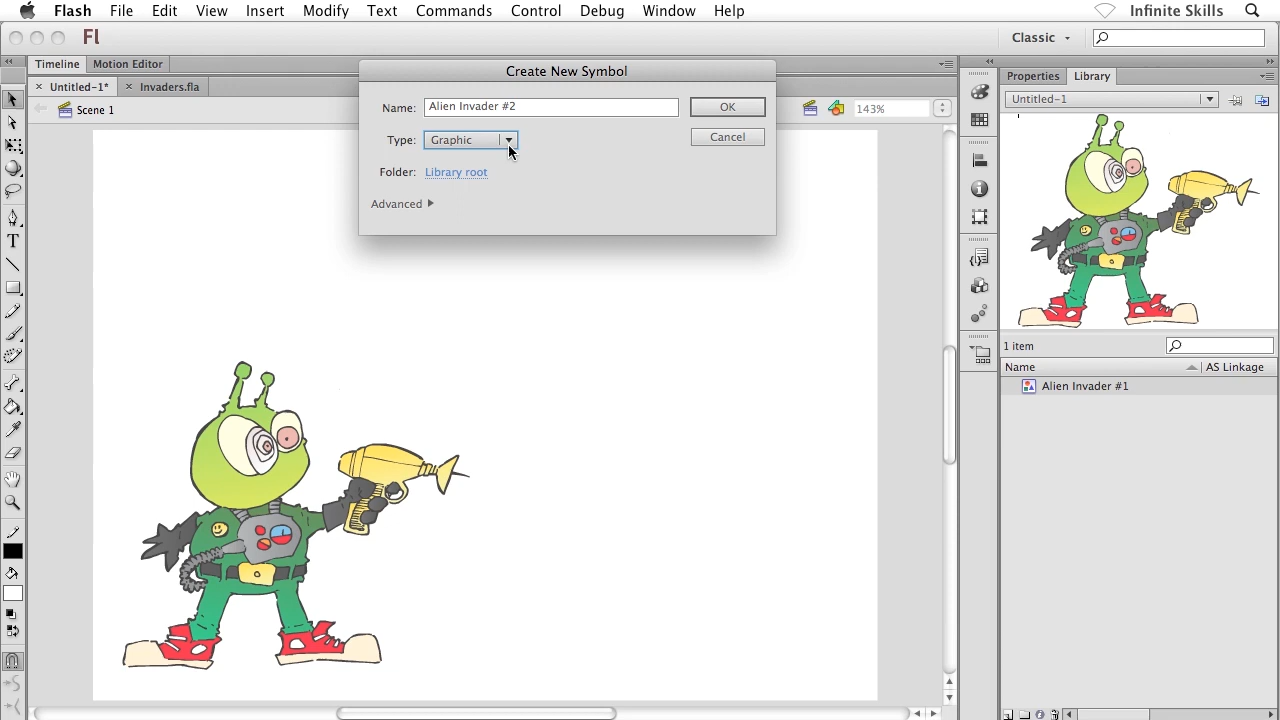 Flash File Edit View Insert Modify Text Commands Control Debug Window Help Infinite Skills
Fl Classic
Timeline Motion Editor
Create New Symbol
Properties Library
Untitled-1* Invaders.fla
Name: Alien Invader #2 OK
Untitled-1
Scene 1
143%
Type: Graphic Cancel
Folder: Library root
Advanced
1 item
Name AS Linkage
Alien Invader #1